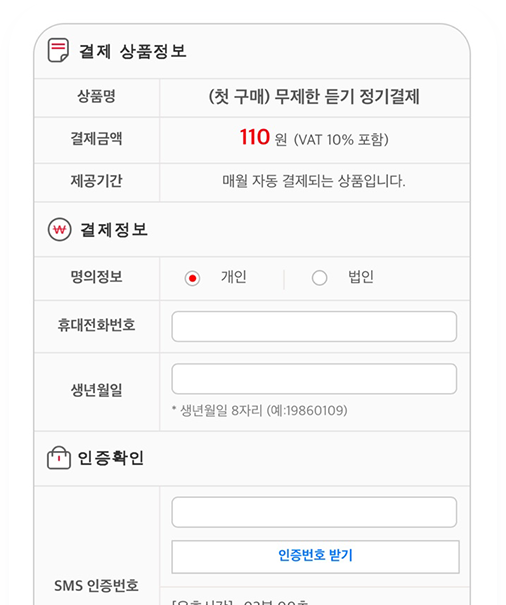 결제 상품정보
상품명 (첫 구매) 무제한 듣기 정기결제
결제금액 110 원 (VAT 10% 포함)
제공기간 매월 자동 결제되는 상품입니다.
결제정보
명의정보 개인 법인
휴대전화번호
생년월일
* 생년월일 8자리 (예:19860109)
인증확인
인증번호 받기
SMS 인증번호